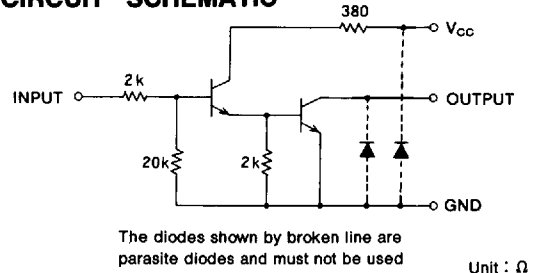 CIRCUIT SCHEMATIC
380
Vcc
2k
INPUT
OUTPUT
20k
2k
GND
The diodes shown by broken line are
parasite diodes and must not be used
Unit : Ω